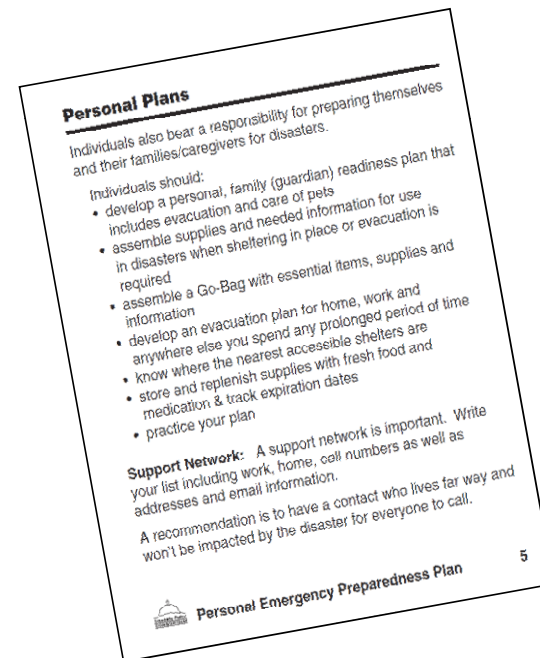 Personal Plans
Individuals also bear a responsibility for preparing themselves
and their families/caregivers for disasters.
Individuals should:
• develop a personal, family (guardian) readiness plan that
includes evacuation and care of pets
• assemble supplies and needed information for use
in disasters when sheltering in place or evacuation is
required
• assemble a Go-Bag with essential items, supplies and
information
• develop an evacuation plan for home, work and
anywhere else you spend any prolonged period of time
• know where the nearest accessible shelters are
• store and replenish supplies with fresh food and
medication & track expiration dates
• practice your plan
Support Network: A support network is important. Write
your list including work, home, cell numbers as well as
addresses and email information.
A recommendation is to have a contact who lives far way and
won't be impacted by the disaster for everyone to call.
Personal Emergency Preparedness Plan
5